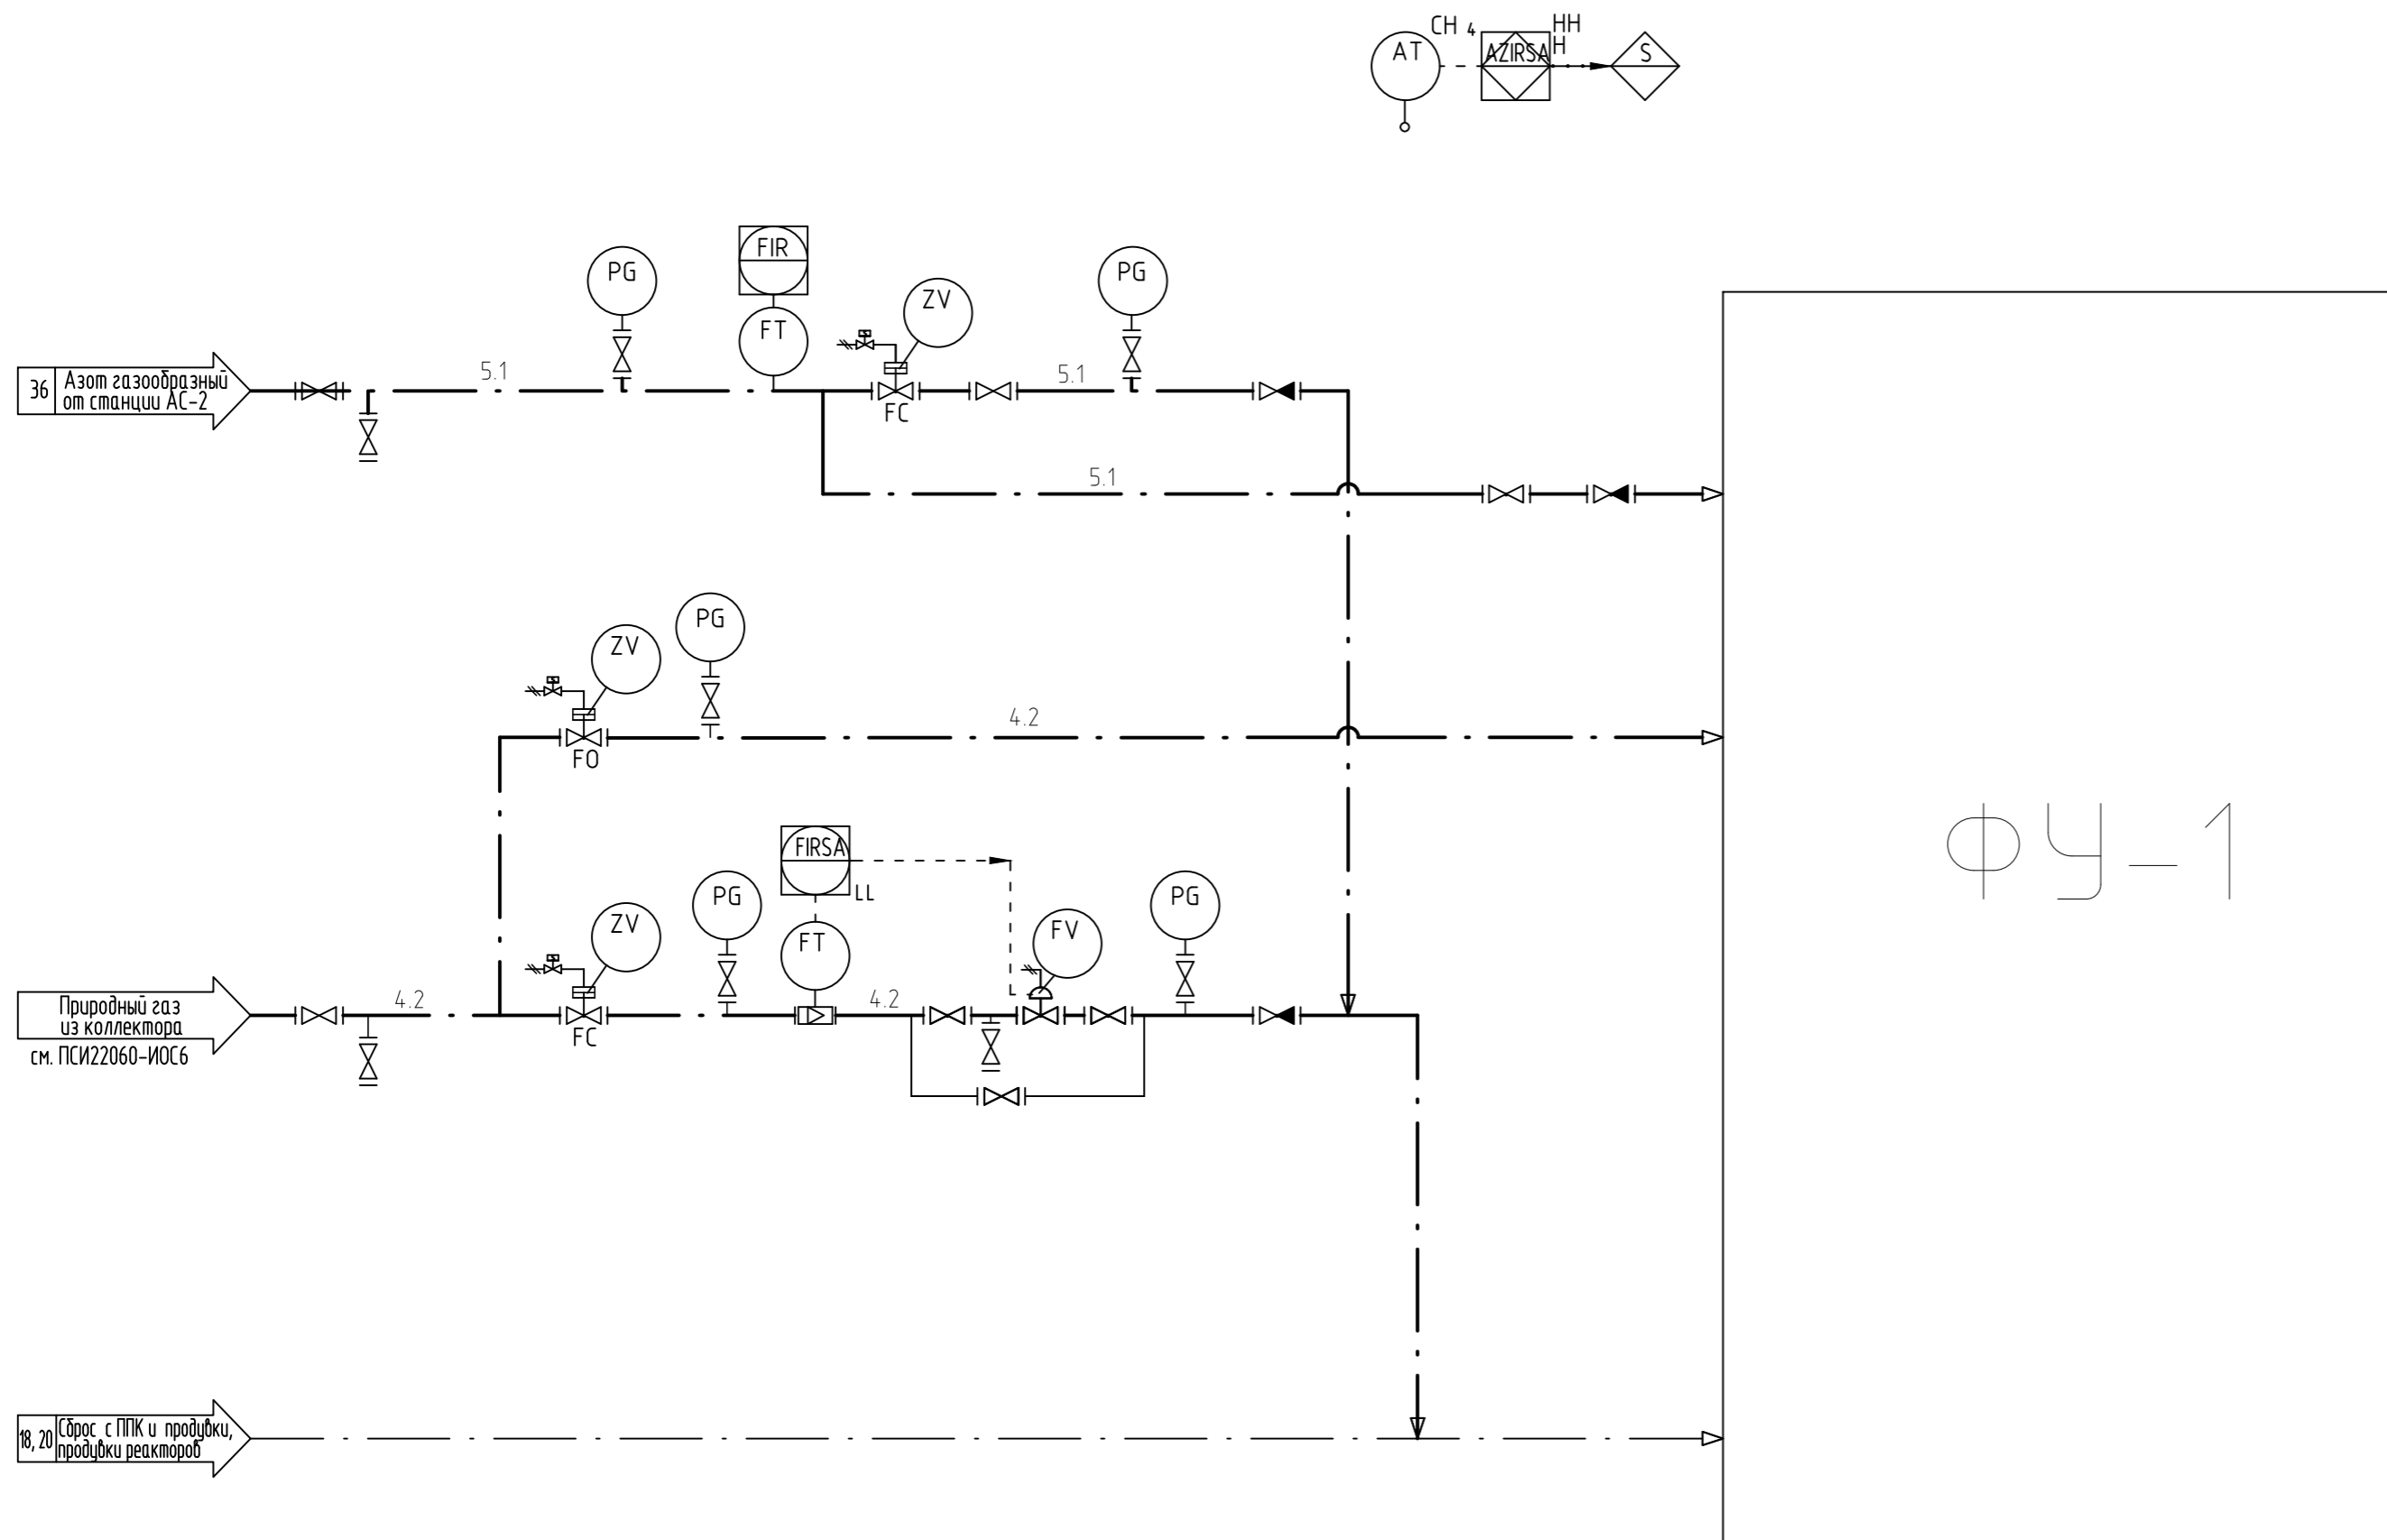 CH 4
HH
AT
AZIRSA
H
S
FIR
PG
PG
ZV
FT
36
Азот газообразный
от станции АС-2
5.1
5.1
FC
5.1
PG
ZV
4.2
FO
ФУ-1
FIRSA
LL
PG
PG
ZV
FT
FV
Природный газ
из коллектора
4.2
4.2
FC
см. ПСИ22060-ИОС6
18, 20
Сброс с ППК и продувки,
продувки реакторов